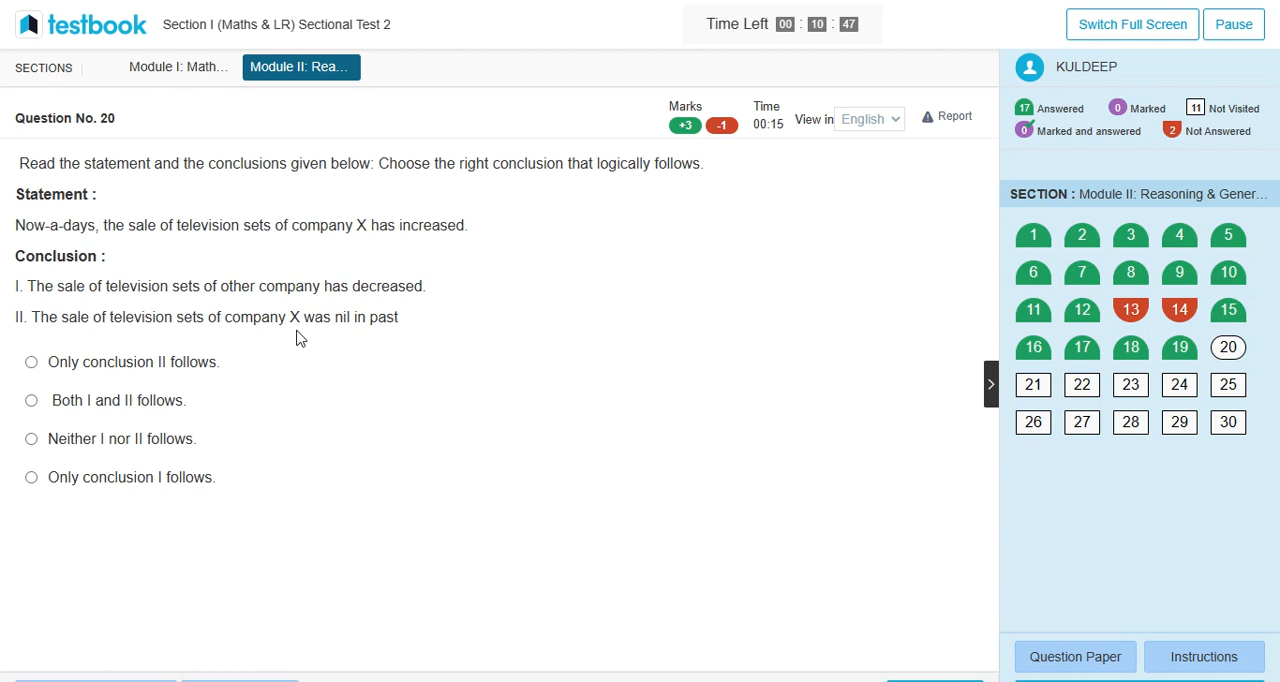 testbook Section I (Maths & LR) Sectional Test 2 Time Left 00 : 10 : 47 Switch Full Screen Pause
SECTIONS Module I: Math... Module II: Rea... KULDEEP
Question No. 20 Marks +3 -1 Time 00:15 View in English Report
17 Answered 0 Marked 11 Not Visited
0 Marked and answered 2 Not Answered
Read the statement and the conclusions given below: Choose the right conclusion that logically follows.
Statement :
Now-a-days, the sale of television sets of company X has increased.
Conclusion :
I. The sale of television sets of other company has decreased.
II. The sale of television sets of company X was nil in past
Only conclusion II follows.
Both I and II follows.
Neither I nor II follows.
Only conclusion I follows.
SECTION : Module II: Reasoning & Gener...
1 2 3 4 5
6 7 8 9 10
11 12 13 14 15
16 17 18 19 20
21 22 23 24 25
26 27 28 29 30
Question Paper Instructions